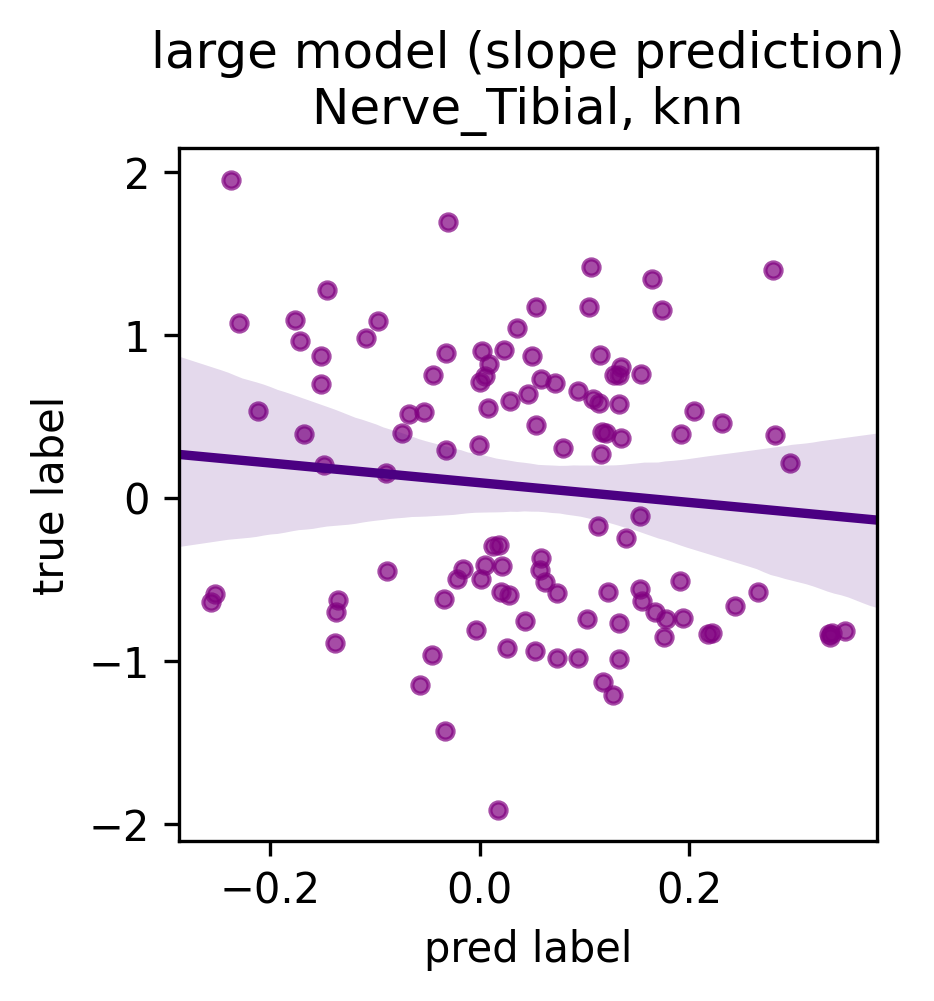 large model (slope prediction)
Nerve_Tibial, knn
2
1
0
−1
−2
true label
−0.2
0.0
0.2
pred label